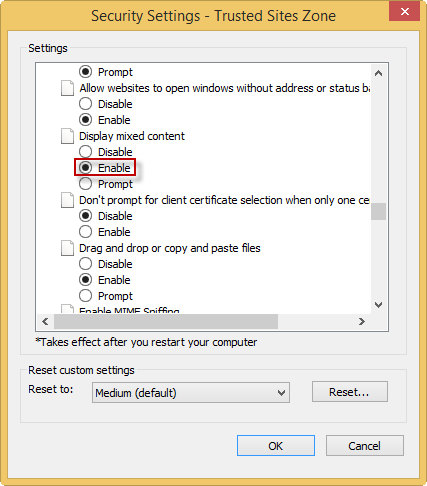 Security Settings - Trusted Sites Zone
Settings
Prompt
Allow websites to open windows without address or status ba
Disable
Enable
Display mixed content
Disable
Enable
Prompt
Don't prompt for client certificate selection when only one ce
Disable
Enable
Drag and drop or copy and paste files
Disable
Enable
Prompt
Enable MIME Sniffing
*Takes effect after you restart your computer
Reset custom settings
Reset to:
Medium (default)
Reset...
OK
Cancel